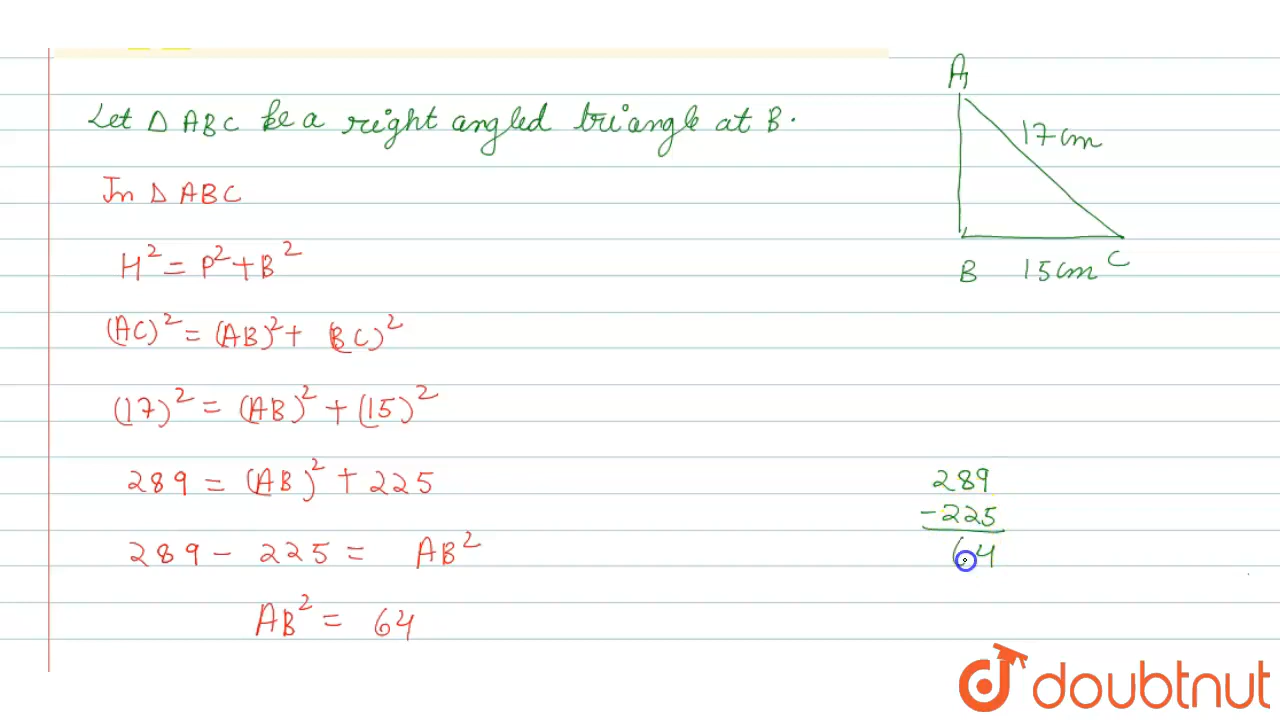 Let Δ ABC be a right angled triangle at B.
In Δ ABC
H² = P² + B²
(AC)² = (AB)² + (BC)²
(17)² = (AB)² + (15)²
289 = (AB)² + 225
289 - 225 = AB²
AB² = 64
A
17 cm
B 15 cm C
289
-225
64
doubtnut